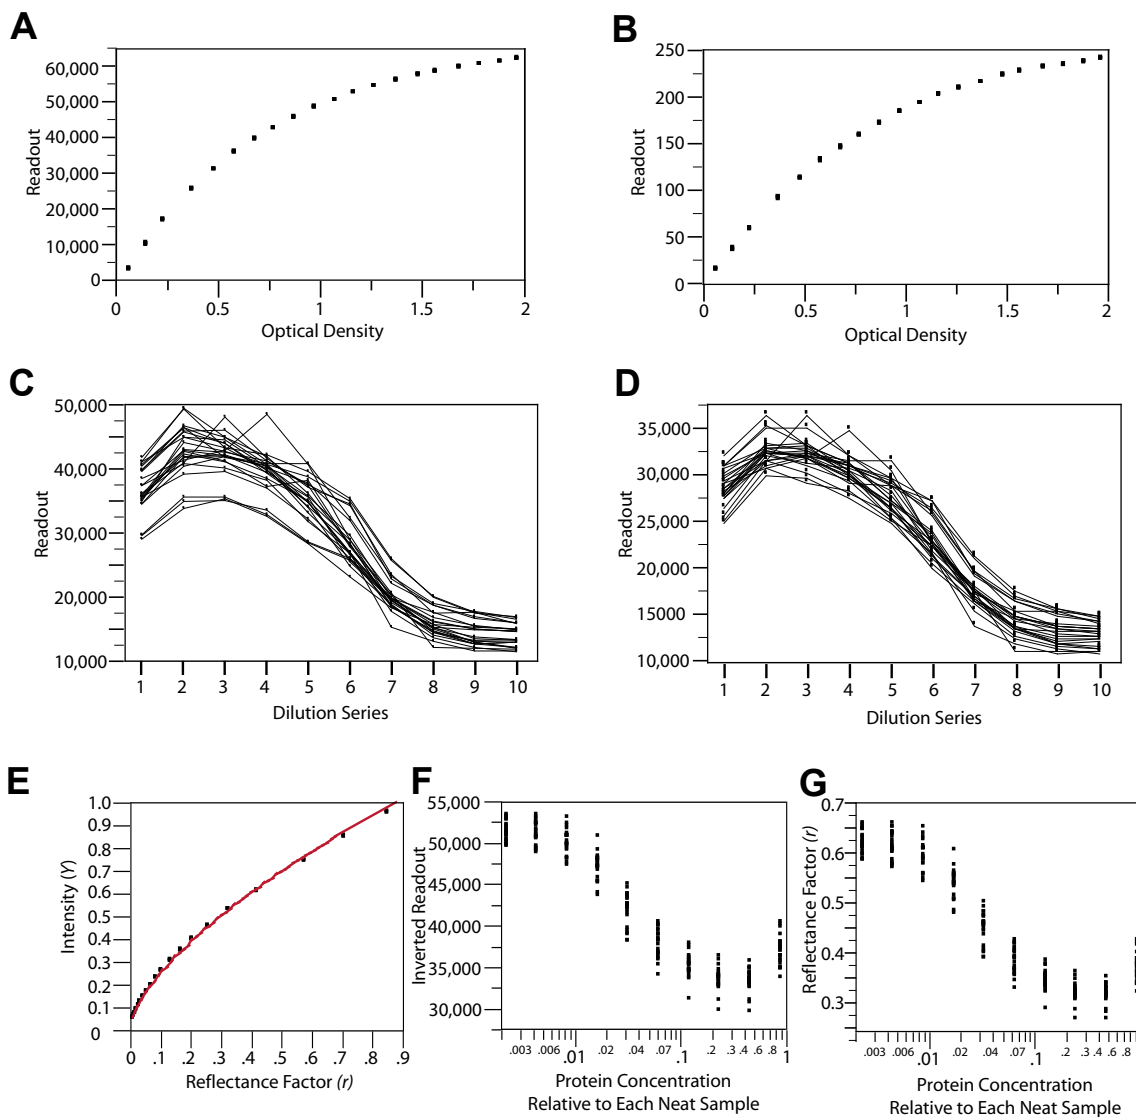 A
60,000
50,000
40,000
30,000
20,000
10,000
0
Readout
0 0.5 1 1.5 2
Optical Density
B
250
200
150
100
50
0
Readout
0 0.5 1 1.5 2
Optical Density
C
50,000
40,000
30,000
20,000
10,000
Readout
1 2 3 4 5 6 7 8 9 10
Dilution Series
D
35,000
30,000
25,000
20,000
15000
10,000
Readout
1 2 3 4 5 6 7 8 9 10
Dilution Series
E
1.0
0.9
0.8
0.7
0.6
0.5
0.4
0.3
0.2
0.1
0
Intensity (Y)
0 .1 .2 .3 .4 .5 .6 .7 .8 .9
Reflectance Factor (r)
F
55,000
50,000
45,000
40,000
35,000
30,000
Inverted Readout
.003 .006 .01 .02 .04 .07 .1 .2 .3 .4 .6 .8 1
Protein Concentration
Relative to Each Neat Sample
G
0.7
0.6
0.5
0.4
0.3
Reflectance Factor (r)
.003 .006 .01 .02 .04 .07 .1 .2 .3 .4 .6 .8
Protein Concentration
Relative to Each Neat Sample